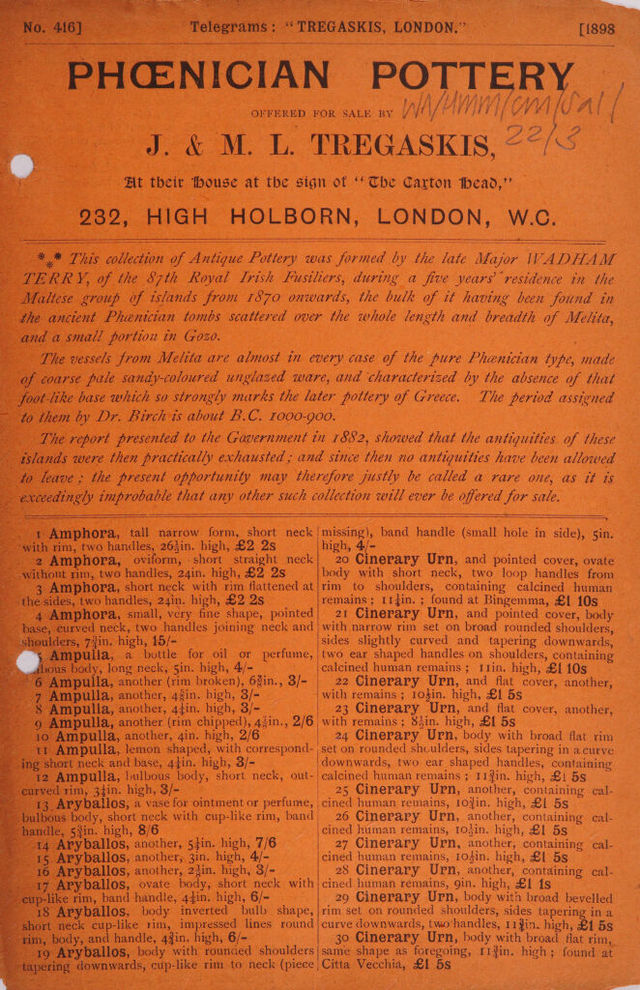 No. 416]
Telegrams: "TREGASKIS, LONDON."
[1898
PHŒNICIAN POTTERY
OFFERED FOR SALE BY
J. & M. L. TREGASKIS,
22/3
At their House at the sign of "The Caxton Head,"
232, HIGH HOLBORN, LONDON, W.C.
*** This collection of Antique Pottery was formed by the late Major WADHAM
TERRY, of the 87th Royal Irish Fusiliers, during a five years' residence in the
Maltese group of islands from 1870 onwards, the bulk of it having been found in
the ancient Phœnician tombs scattered over the whole length and breadth of Melita,
and a small portion in Gozo.
The vessels from Melita are almost in every case of the pure Phœnician type, made
of coarse pale sandy-coloured unglazed ware, and characterized by the absence of that
foot-like base which so strongly marks the later pottery of Greece. The period assigned
to them by Dr. Birch is about B.C. 1000-900.
The report presented to the Government in 1882, showed that the antiquities of these
islands were then practically exhausted; and since then no antiquities have been allowed
to leave; the present opportunity may therefore justly be called a rare one, as it is
exceedingly improbable that any other such collection will ever be offered for sale.
1 Amphora, tall narrow form, short neck
with rim, two handles, 26½in. high, £2 2s
2 Amphora, oviform, short straight neck
without rim, two handles, 24in. high, £2 2s
3 Amphora, short neck with rim flattened at
the sides, two handles, 24in. high, £2 2s
4 Amphora, small, very fine shape, pointed
base, curved neck, two handles joining neck and
shoulders, 7¾in. high, 15/-
5 Ampulla, a bottle for oil or perfume,
bulbous body, long neck, 5in. high, 4/-
6 Ampulla, another (rim broken), 6¾in., 3/-
7 Ampulla, another, 4¾in. high, 3/-
8 Ampulla, another, 4½in. high, 3/-
9 Ampulla, another (rim chipped), 4¾in., 2/6
10 Ampulla, another, 4in. high, 2/6
11 Ampulla, lemon shaped, with correspond-
ing short neck and base, 4½in. high, 3/-
12 Ampulla, bulbous body, short neck, out-
curved rim, 3½in. high, 3/-
13 Aryballos, a vase for ointment or perfume,
bulbous body, short neck with cup-like rim, band
handle, 5¾in. high, 8/6
14 Aryballos, another, 5½in. high, 7/6
15 Aryballos, another, 3in. high, 4/-
16 Aryballos, another, 2¾in. high, 3/-
17 Aryballos, ovate body, short neck with
cup-like rim, band handle, 4½in. high, 6/-
18 Aryballos, body inverted bulb shape,
short neck cup-like rim, impressed lines round
rim, body, and handle, 4¾in. high, 6/-
19 Aryballos, body with rounded shoulders
tapering downwards, cup-like rim to neck (piece
missing), band handle (small hole in side), 5in.
high, 4/-
20 Cinerary Urn, and pointed cover, ovate
body with short neck, two loop handles from
rim to shoulders, containing calcined human
remains; 11½in.; found at Bingemma, £1 10s
21 Cinerary Urn, and pointed cover, body
with narrow rim set on broad rounded shoulders,
sides slightly curved and tapering downwards,
two ear shaped handles on shoulders, containing
calcined human remains; 11in. high, £1 10s
22 Cinerary Urn, and flat cover, another,
with remains; 10½in. high, £1 5s
23 Cinerary Urn, and flat cover, another,
with remains; 8½in. high, £1 5s
24 Cinerary Urn, body with broad flat rim
set on rounded shoulders, sides tapering in a curve
downwards, two ear shaped handles, containing
calcined human remains; 11¾in. high, £1 5s
25 Cinerary Urn, another, containing cal-
cined human remains, 10¾in. high, £1 5s
26 Cinerary Urn, another, containing cal-
cined human remains, 10½in. high, £1 5s
27 Cinerary Urn, another, containing cal-
cined human remains, 10½in. high, £1 5s
28 Cinerary Urn, another, containing cal-
cined human remains, 9in. high, £1 1s
29 Cinerary Urn, body with broad bevelled
rim set on rounded shoulders, sides tapering in a
curve downwards, two handles, 11¾in. high, £1 5s
30 Cinerary Urn, body with broad flat rim,
same shape as foregoing, 11¾in. high; found at
Citta Vecchia, £1 5s